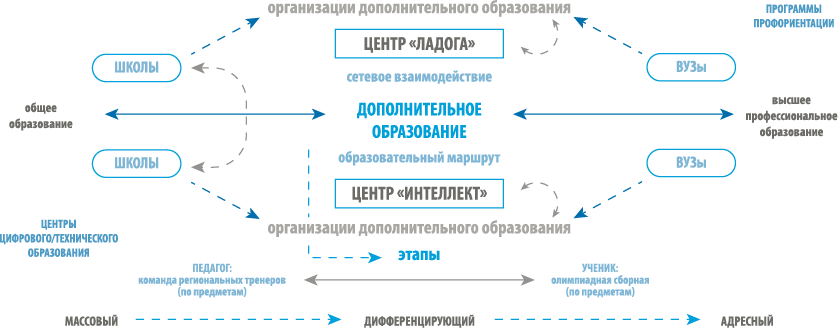 организации дополнительного образования
ПРОГРАММЫ
ПРОФОРИЕНТАЦИИ
ЦЕНТР «ЛАДОГА»
ШКОЛЫ
ВУЗы
сетевое взаимодействие
общее
образование
ДОПОЛНИТЕЛЬНОЕ
ОБРАЗОВАНИЕ
высшее
профессиональное
образование
образовательный маршрут
ШКОЛЫ
ВУЗы
ЦЕНТР «ИНТЕЛЛЕКТ»
организации дополнительного образования
ЦЕНТРЫ
ЦИФРОВОГО/ТЕХНИЧЕСКОГО
ОБРАЗОВАНИЯ
этапы
ПЕДАГОГ:
команда региональных тренеров
(по предметам)
УЧЕНИК:
олимпиадная сборная
(по предметам)
МАССОВЫЙ
ДИФФЕРЕНЦИРУЮЩИЙ
АДРЕСНЫЙ